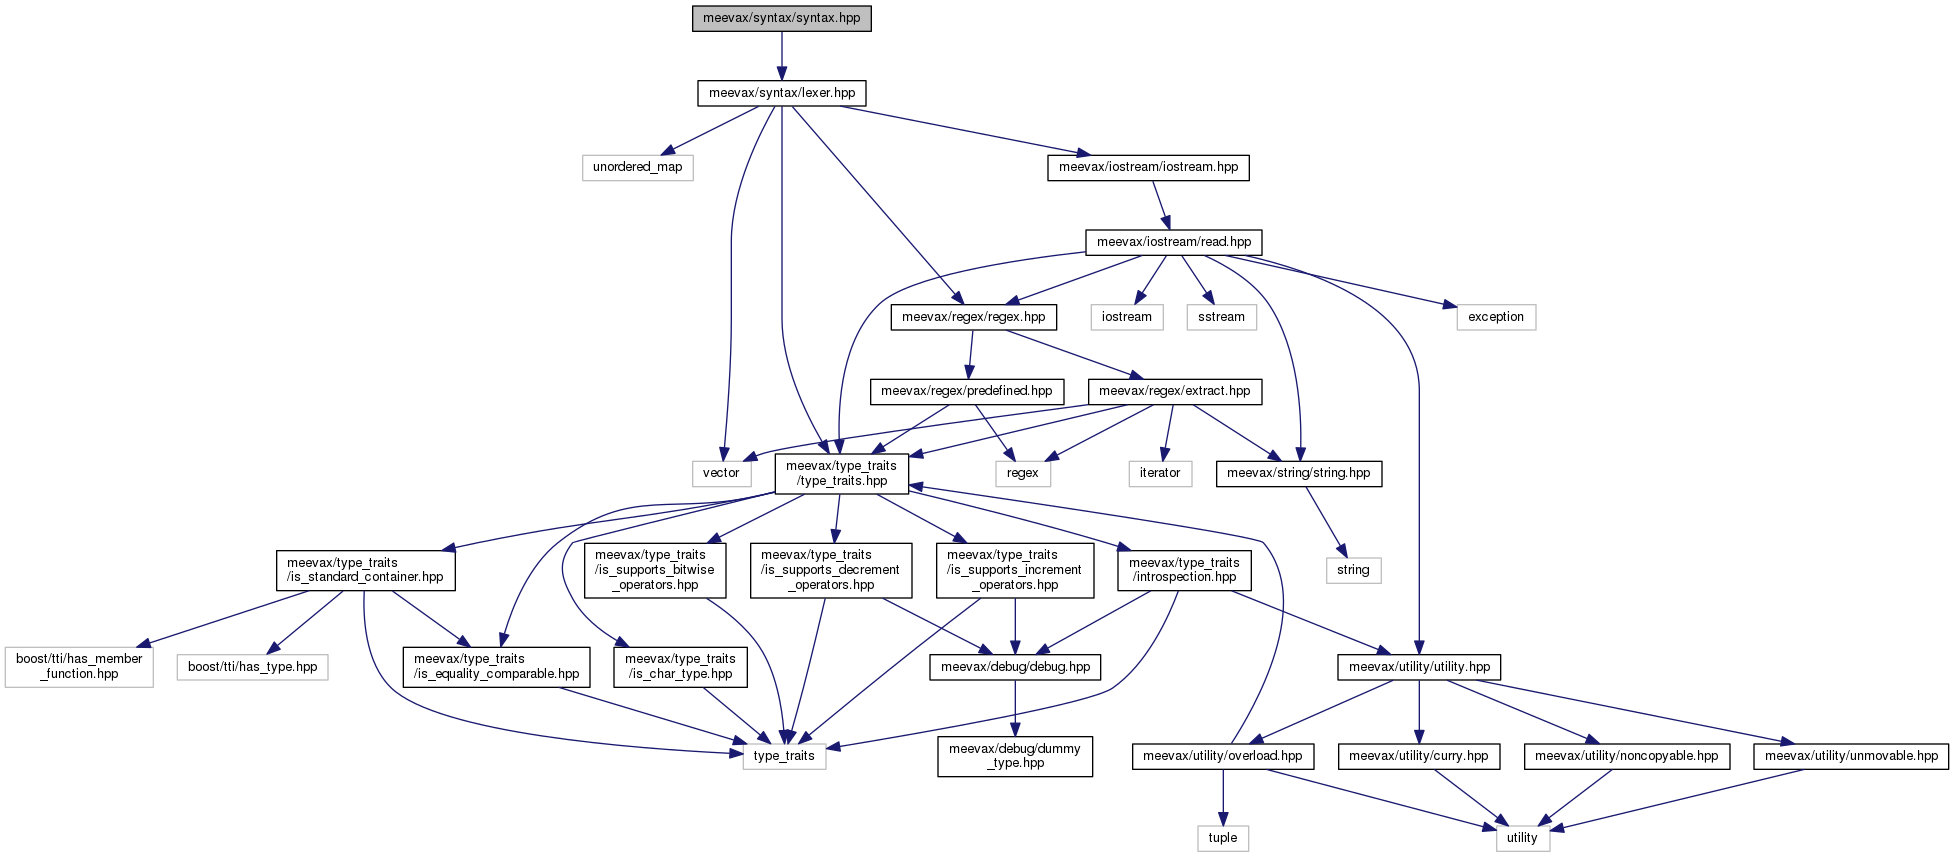 meevax/syntax/syntax.hpp
meevax/syntax/lexer.hpp
unordered_map
meevax/iostream/iostream.hpp
meevax/iostream/read.hpp
meevax/regex/regex.hpp
iostream
sstream
exception
meevax/regex/predefined.hpp
meevax/regex/extract.hpp
vector
meevax/type_traits
/type_traits.hpp
regex
iterator
meevax/string/string.hpp
meevax/type_traits
/is_standard_container.hpp
meevax/type_traits
/is_supports_bitwise
_operators.hpp
meevax/type_traits
/is_supports_decrement
_operators.hpp
meevax/type_traits
/is_supports_increment
_operators.hpp
meevax/type_traits
/introspection.hpp
string
boost/tti/has_member
_function.hpp
boost/tti/has_type.hpp
meevax/type_traits
/is_equality_comparable.hpp
meevax/type_traits
/is_char_type.hpp
meevax/debug/debug.hpp
meevax/utility/utility.hpp
type_traits
meevax/debug/dummy
_type.hpp
meevax/utility/overload.hpp
meevax/utility/curry.hpp
meevax/utility/noncopyable.hpp
meevax/utility/unmovable.hpp
tuple
utility